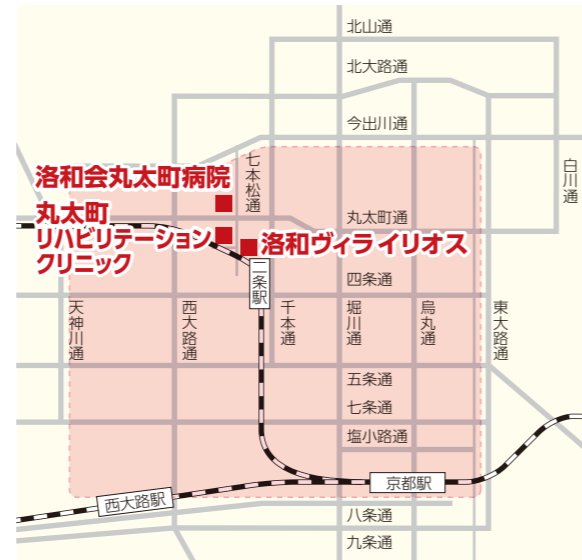 北山通
北大路通
今出川通
七本松通
白川通
洛和会丸太町病院
丸太町
リハビリテーション
クリニック
丸太町通
洛和ヴィライリオス
二条駅
四条通
天神川通
西大路通
千本通
堀川通
烏丸通
東大路通
五条通
七条通
塩小路通
京都駅
西大路駅
八条通
九条通